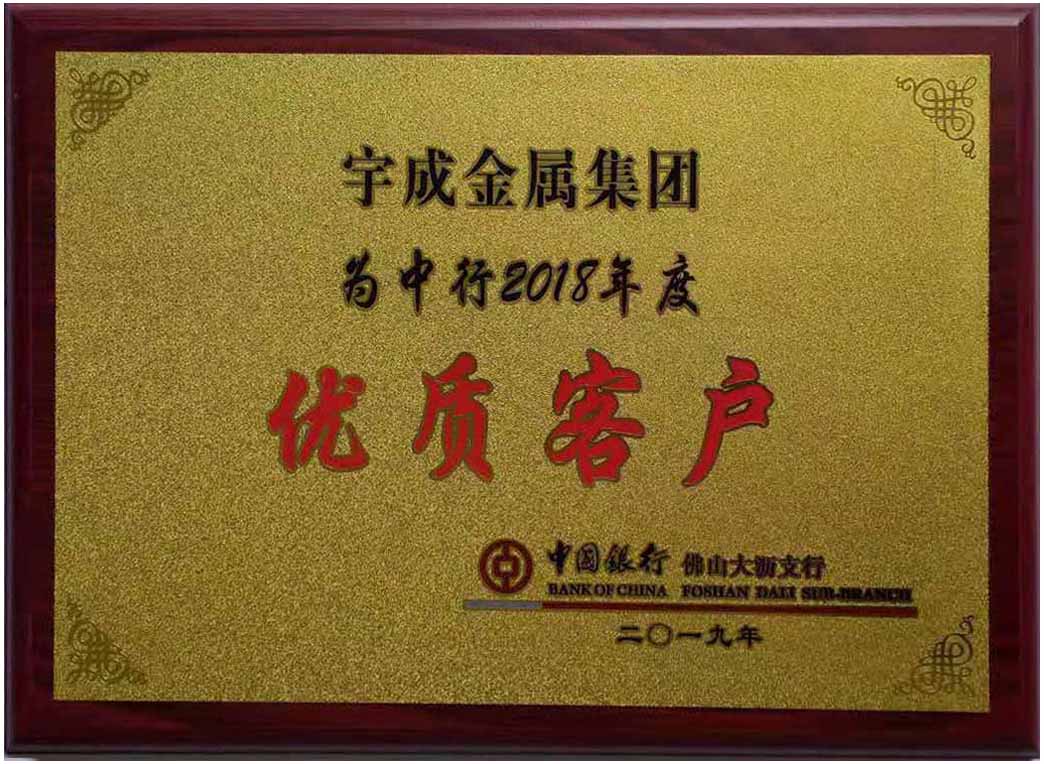 宇成金属集团
为中行2018年度
优质客户
中国银行 佛山大沥支行
BANK OF CHINA FOSHAN DALI SUB-BRANCH
二〇一九年